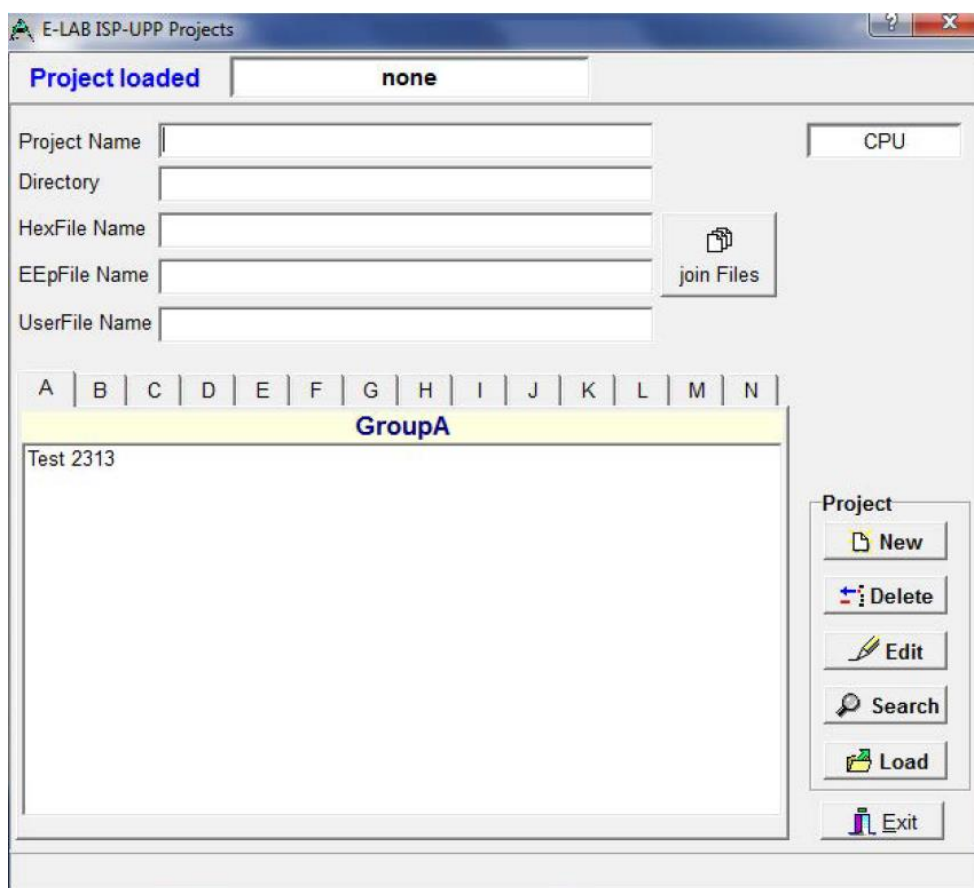 E-LAB ISP-UPP Projects
? X
Project loaded none
Project Name
CPU
Directory
HexFile Name
join Files
EEpFile Name
UserFile Name
A B C D E F G H I J K L M N
GroupA
Test 2313
Project
New
Delete
Edit
Search
Load
Exit